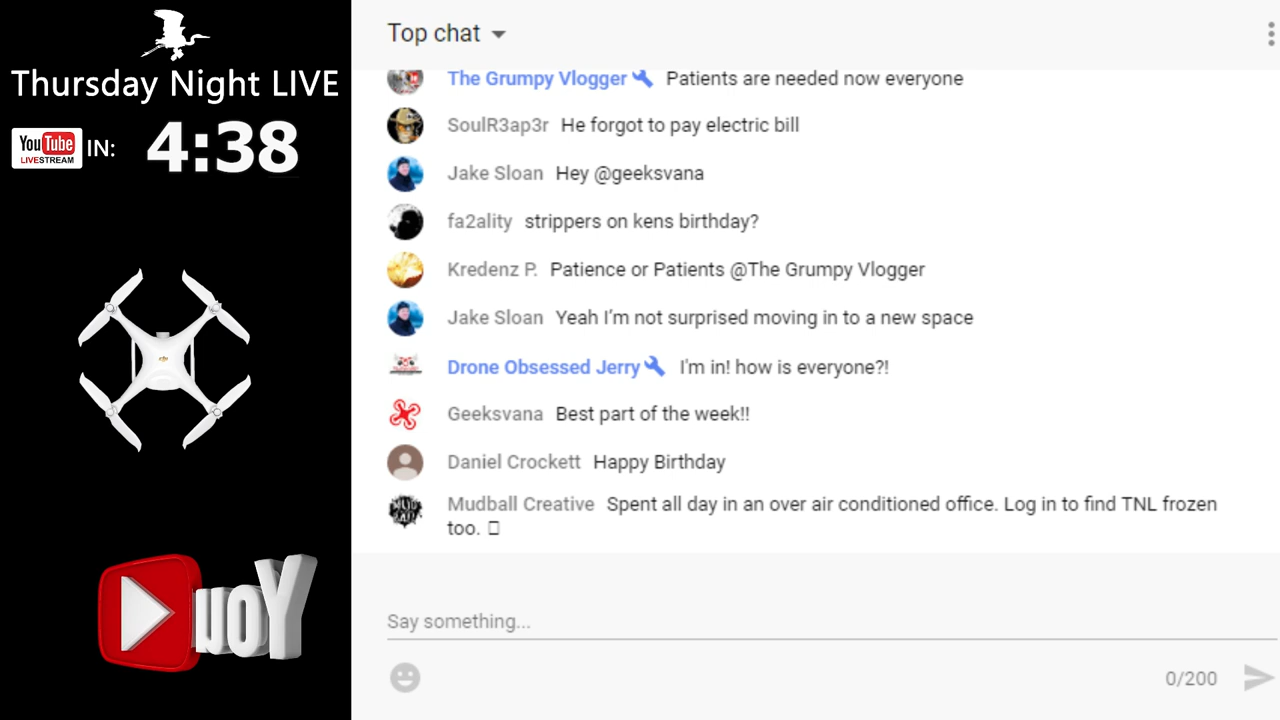 Thursday Night LIVE
YouTube
LIVESTREAM
IN:
4:38
YOU
Top chat
The Grumpy Vlogger Patients are needed now everyone
SoulR3ap3r He forgot to pay electric bill
Jake Sloan Hey @geeksvana
fa2ality strippers on kens birthday?
Kredenz P. Patience or Patients @The Grumpy Vlogger
Jake Sloan Yeah I'm not surprised moving in to a new space
Drone Obsessed Jerry I'm in! how is everyone?!
Geeksvana Best part of the week!!
Daniel Crockett Happy Birthday
Mudball Creative Spent all day in an over air conditioned office. Log in to find TNL frozen
too.
Say something...
0/200